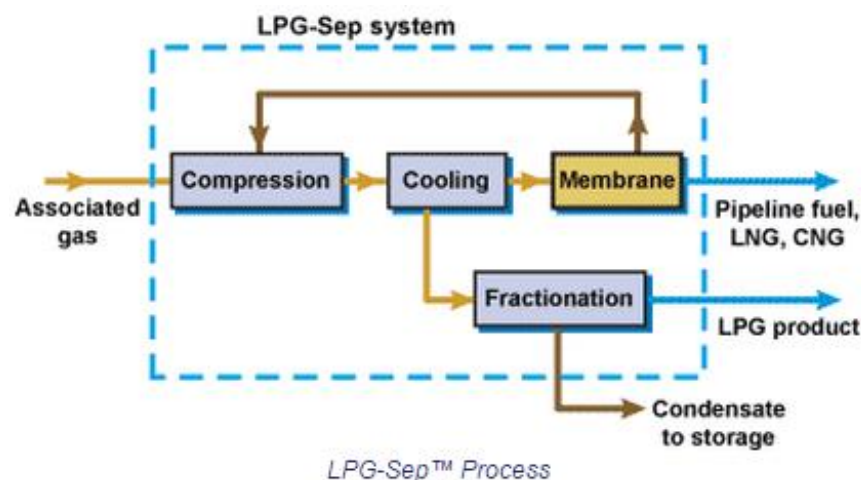 LPG-Sep system
Compression
Cooling
Membrane
Associated
gas
Pipeline fuel,
LNG, CNG
Fractionation
LPG product
Condensate
to storage
LPG-Sep™ Process